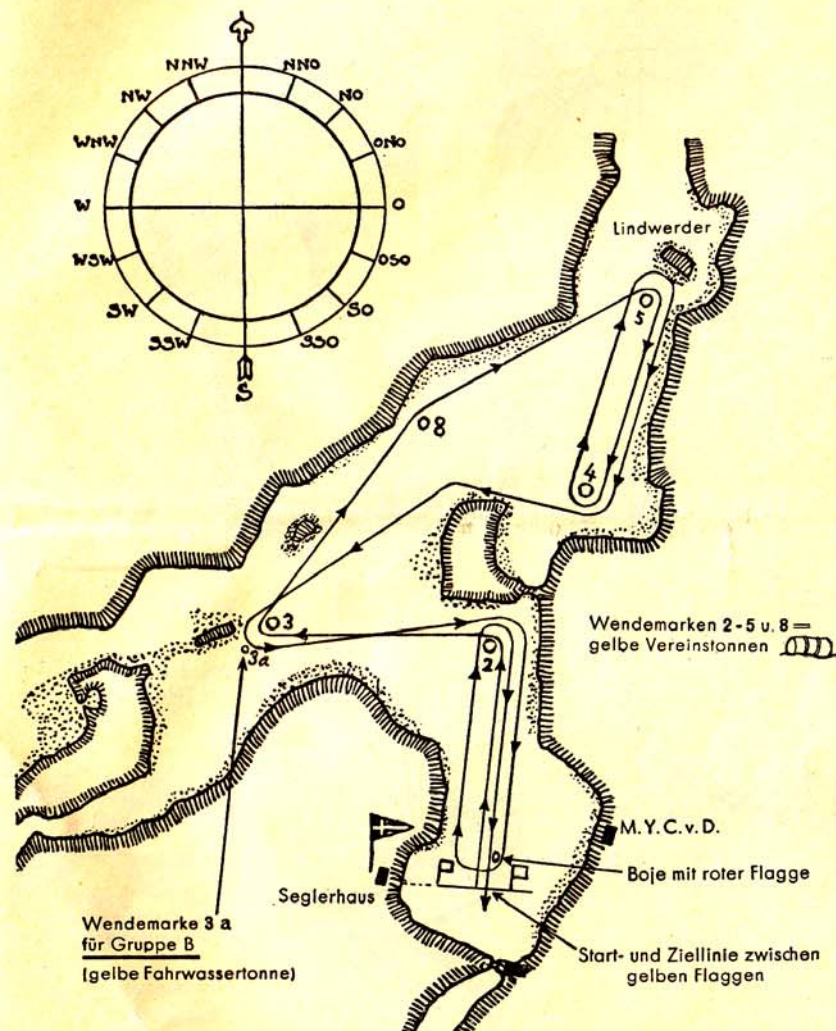 NNW
NNO
NW
NO
WNW
ONO
W
O
WSW
OSO
SW
SO
SSW
SSO
S
Lindwerder
5
8
4
3
3a
2
Wendemarken 2-5 u. 8 =
gelbe Vereinstonnen
M.Y.C.v.D.
Boje mit roter Flagge
Seglerhaus
Wendemarke 3a
für Gruppe B
(gelbe Fahrwassertonne)
Start- und Ziellinie zwischen
gelben Flaggen